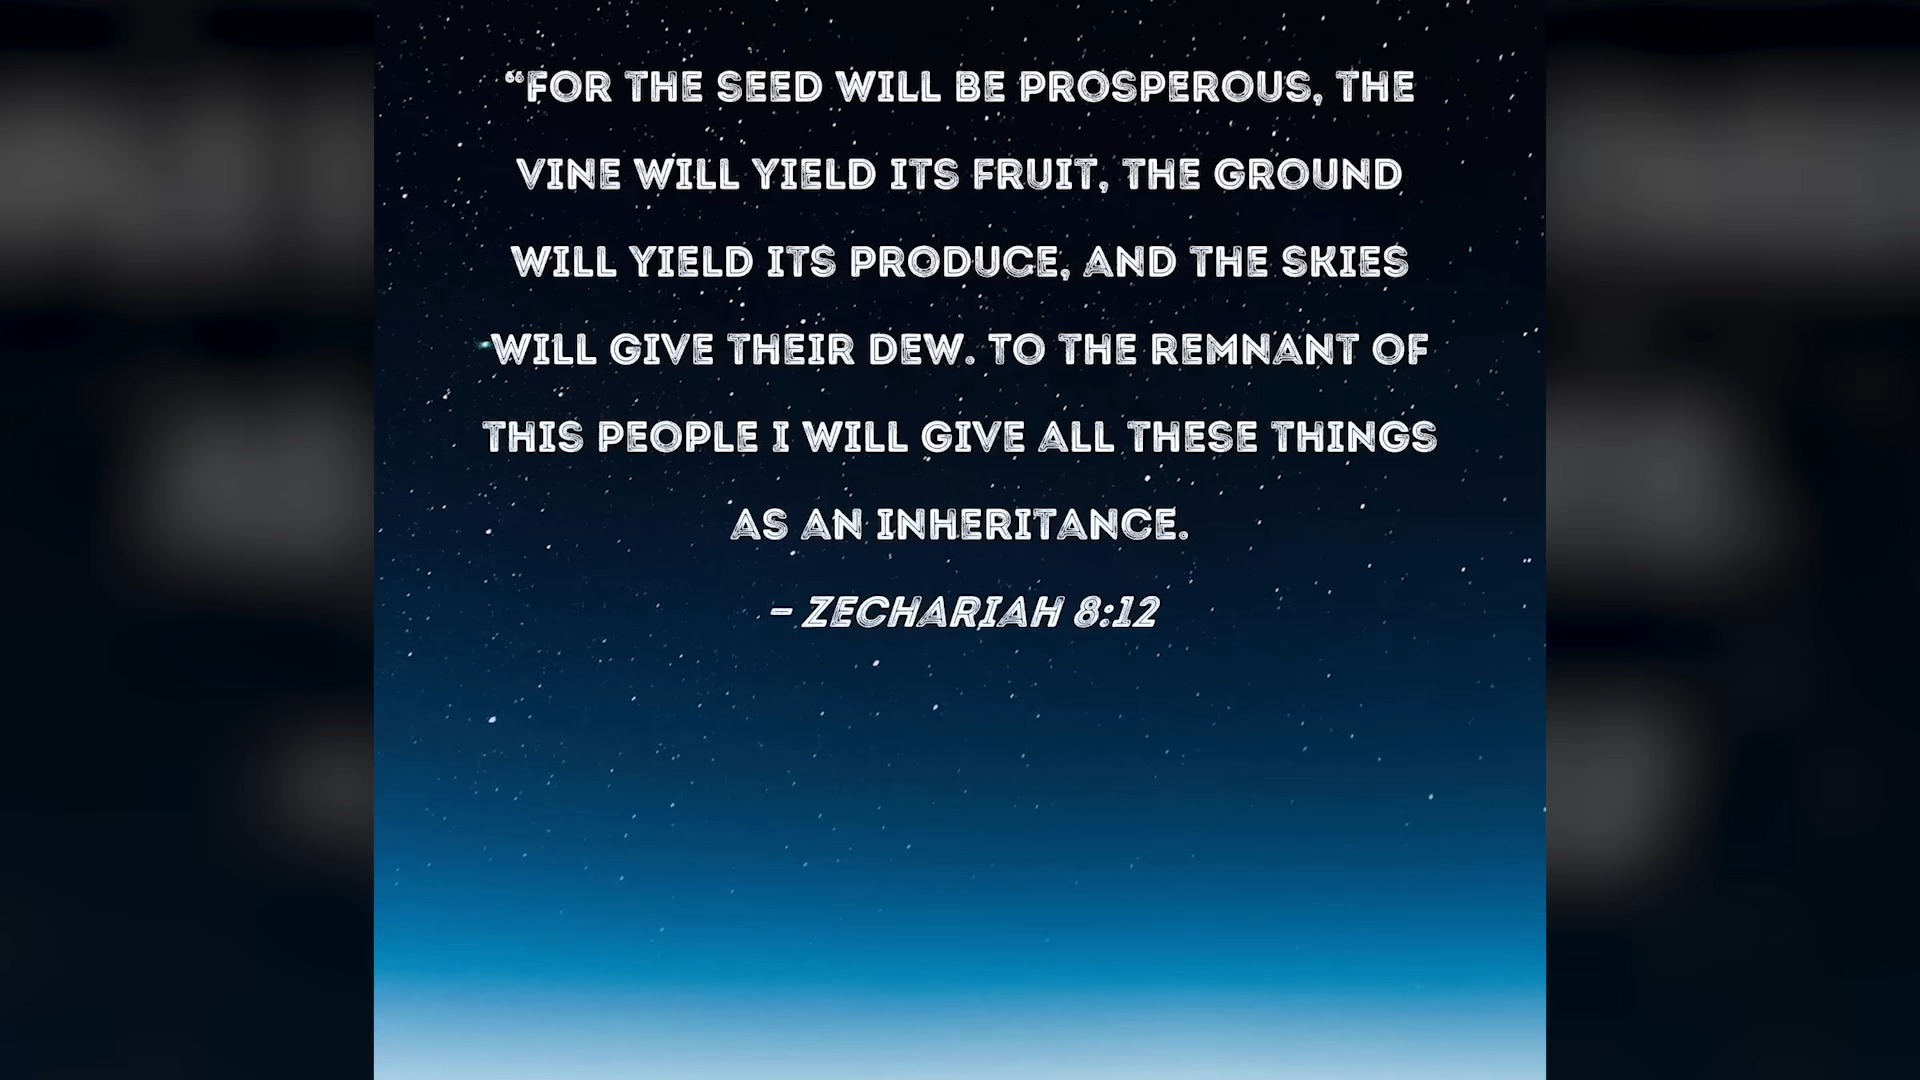 “FOR THE SEED WILL BE PROSPEROUS, THE
VINE WILL YIELD ITS FRUIT, THE GROUND
WILL YIELD ITS PRODUCE, AND THE SKIES
WILL GIVE THEIR DEW. TO THE REMNANT OF
THIS PEOPLE I WILL GIVE ALL THESE THINGS
AS AN INHERITANCE.
– ZECHARIAH 8:12